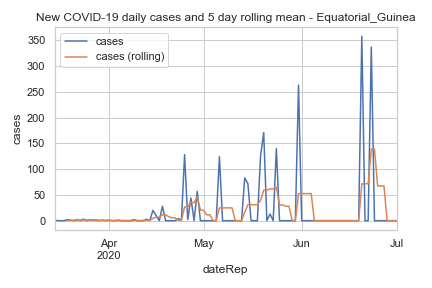 New COVID-19 daily cases and 5 day rolling mean - Equatorial_Guinea
cases
cases (rolling)
350
300
250
200
150
100
50
0
cases
Apr
2020
May
Jun
Jul
dateRep